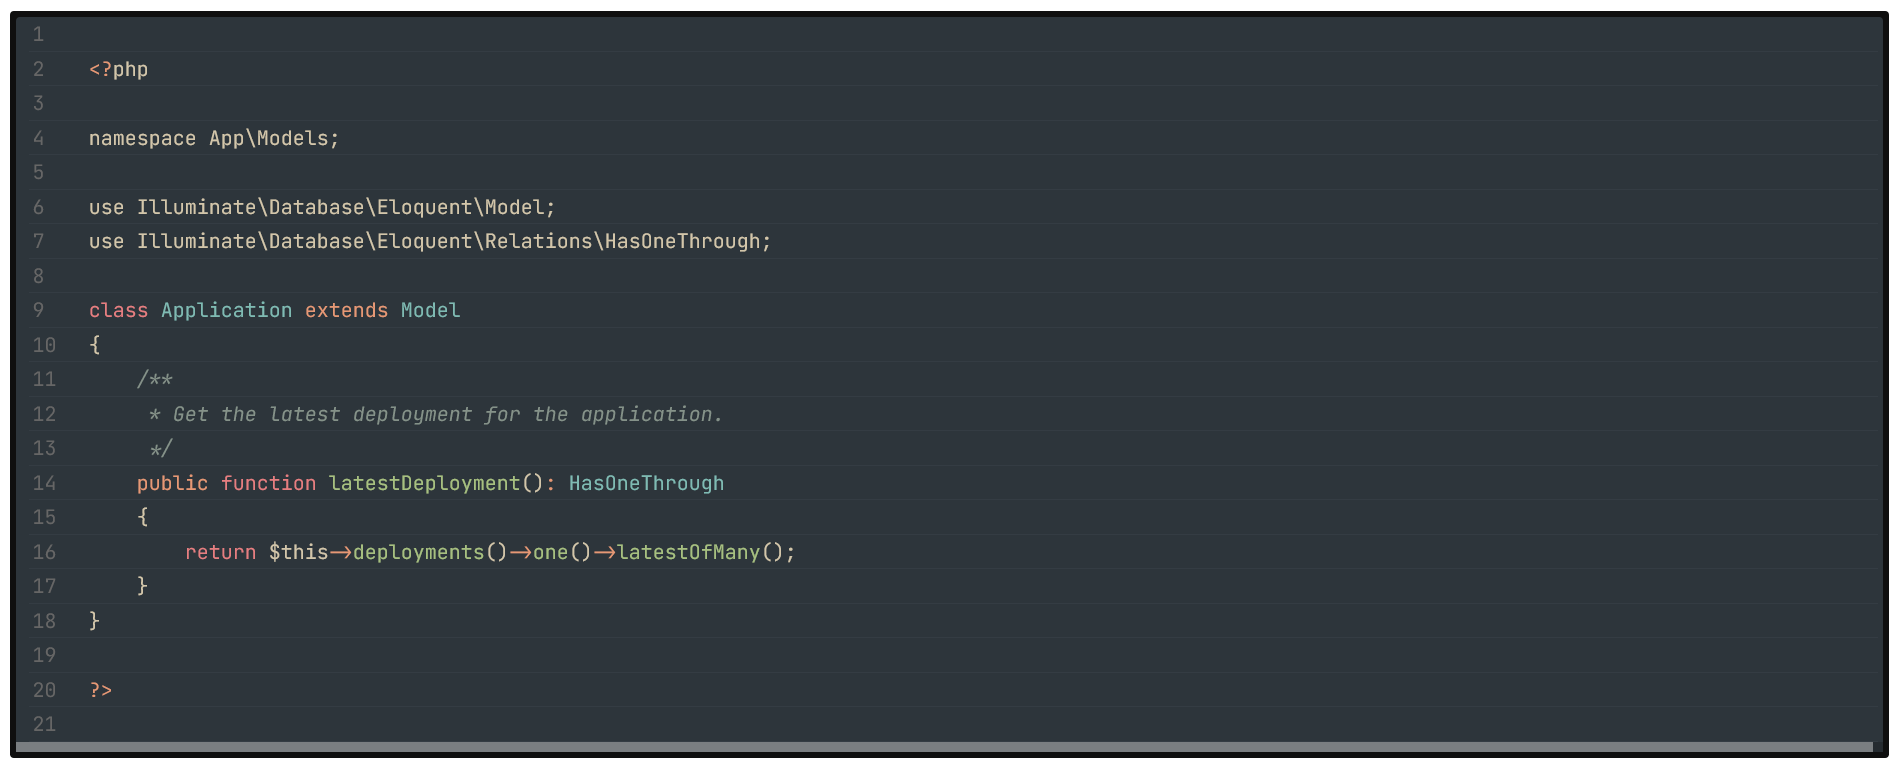 1
2 <?php
3
4 namespace App\Models;
5
6 use Illuminate\Database\Eloquent\Model;
7 use Illuminate\Database\Eloquent\Relations\HasOneThrough;
8
9 class Application extends Model
10 {
11     /**
12      * Get the latest deployment for the application.
13      */
14     public function latestDeployment(): HasOneThrough
15     {
16         return $this->deployments()->one()->latestOfMany();
17     }
18 }
19
20 ?>
21